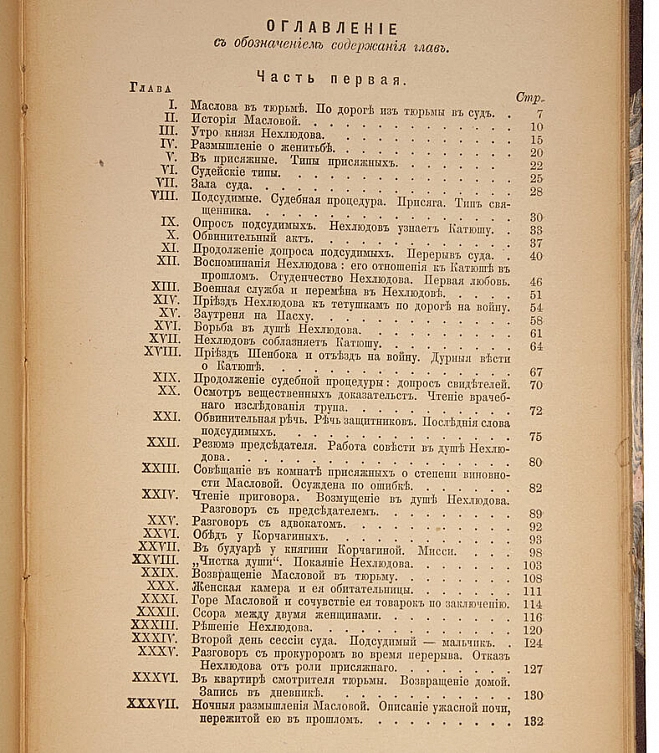 ОГЛАВЛЕНІЕ
съ обозначеніемъ содержанія главъ.
Часть первая.
Глава Стр.
I. Маслова въ тюрьмѣ. По дорогѣ изъ тюрьмы въ судъ. . 7
II. Исторія Масловой. . . . . . . . . . . 10
III. Утро князя Нехлюдова. . . . . . . . . . 15
IV. Размышленіе о женитьбѣ. . . . . . . . . 20
V. Въ присяжные. Типы присяжныхъ. . . . . . . 22
VI. Судейскіе типы. . . . . . . . . . . . 25
VII. Зала суда. . . . . . . . . . . . . 28
VIII. Подсудимые. Судебная процедура. Присяга. Типъ свя-
щенника. . . . . . . . . . . . . 30
IX. Опросъ подсудимыхъ. Нехлюдовъ узнаетъ Катюшу. . 33
X. Обвинительный актъ. . . . . . . . . . . 37
XI. Продолженіе допроса подсудимыхъ. Перерывъ суда. . 40
XII. Воспоминанія Нехлюдова: его отношенія къ Катюшѣ въ
прошломъ. Студенчество Нехлюдова. Первая любовь. 46
XIII. Военная служба и перемѣна въ Нехлюдовѣ. . . . . 51
XIV. Пріѣздъ Нехлюдова къ тетушкамъ по дорогѣ на войну. 54
XV. Заутреня на Пасху. . . . . . . . . . . 58
XVI. Борьба въ душѣ Нехлюдова. . . . . . . . . 61
XVII. Нехлюдовъ соблазняетъ Катюшу. . . . . . . . 64
XVIII. Пріѣздъ Шенбока и отъѣздъ на войну. Дурныя вѣсти
о Катюшѣ. . . . . . . . . . . . . 67
XIX. Продолженіе судебной процедуры: допросъ свидѣтелей. 70
XX. Осмотръ вещественныхъ доказательствъ. Чтеніе врачеб-
наго изслѣдованія трупа. . . . . . . . . 72
XXI. Обвинительная рѣчь. Рѣчь защитниковъ. Послѣднія слова
подсудимыхъ. . . . . . . . . . . . 75
XXII. Резюмэ предсѣдателя. Работа совѣсти въ душѣ Нехлю-
дова. . . . . . . . . . . . . . 80
XXIII. Совѣщаніе въ комнатѣ присяжныхъ о степени виновно-
сти Масловой. Осуждена по ошибкѣ. . . . . . 82
XXIV. Чтеніе приговора. Возмущеніе въ душѣ Нехлюдова.
Разговоръ съ предсѣдателемъ. . . . . . . . 89
XXV. Разговоръ съ адвокатомъ. . . . . . . . . 92
XXVI. Обѣдъ у Корчагиныхъ. . . . . . . . . . 93
XXVII. Въ будуарѣ у княгини Корчагиной. Мисси. . . . . 98
XXVIII. „Чистка души“. Покаяніе Нехлюдова. . . . . . 103
XXIX. Возвращеніе Масловой въ тюрьму. . . . . . . 108
XXX. Женская камера и ея обитательницы. . . . . . 111
XXXI. Горе Масловой и сочувствіе ея товарокъ по заключенію. 114
XXXII. Ссора между двумя женщинами. . . . . . . . 116
XXXIII. Рѣшеніе Нехлюдова. . . . . . . . . . . 120
XXXIV. Второй день сессіи суда. Подсудимый — мальчикъ. . 124
XXXV. Разговоръ съ прокуроромъ во время перерыва. Отказъ
Нехлюдова отъ роли присяжнаго. . . . . . . 127
XXXVI. Въ квартирѣ смотрителя тюрьмы. Возвращеніе домой.
Запись въ дневникѣ. . . . . . . . . . 130
XXXVII. Ночныя размышленія Масловой. Описаніе ужасной ночи,
пережитой ею въ прошломъ. . . . . . . . . 132